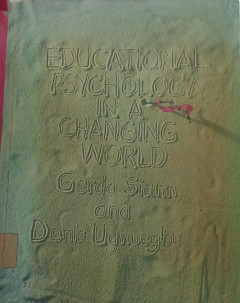 EDUCATIONAL
PSYCHOLOGY
IN A
CHANGING
WORLD
Gerda Siann
and
Denis Ugwuegbu